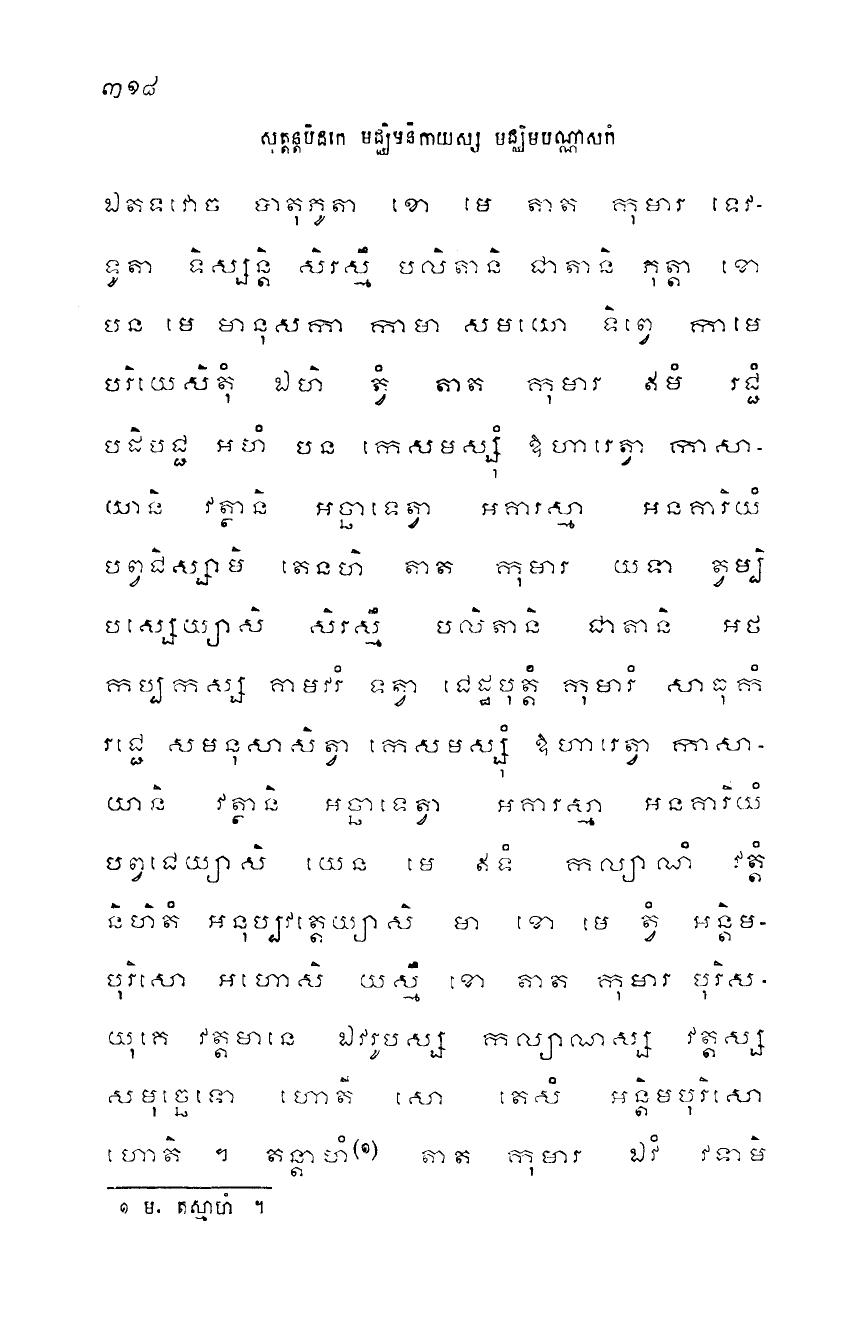 ៣១៨
សុត្តន្តបិដកេ មជ្ឈិមនិកាយស្ស មជ្ឈិមបណ្ណាសកំ
ឯតទវោច បាតុភូតា ខោ មេ តាត កុមារ ទេវ-
ទូតា ទិស្សន្តិ សិរស្មឹ បលិតានិ ជាតានិ ភុត្តា ខោ
បន មេ មានុសកា កាមា សមយោ ទិព្វេ កាមេ
បរិយេសិតុំ ឯហិ ត្វំ តាត កុមារ ឥមំ រជ្ជំ
បដិបជ្ជ អហំ បន កេសមស្សុំ ឱហារេត្វា កាសា-
យានិ វត្ថានិ អច្ឆាទេត្វា អគារស្មា អនគារិយំ
បព្វជិស្សាមិ តេនហិ តាត កុមារ យទា ត្វម្បិ
បស្សេយ្យាសិ សិរស្មឹ បលិតានិ ជាតានិ អថ
កប្បកស្ស គាមវរំ ទត្វា ជេដ្ឋបុត្តំ កុមារំ សាធុកំ
រជ្ជេ សមនុសាសិត្វា កេសមស្សុំ ឱហារេត្វា កាសា-
យានិ វត្ថានិ អច្ឆាទេត្វា អគារស្មា អនគារិយំ
បព្វជេយ្យាសិ យេន មេ ឥទំ កល្យាណំ វត្តំ
និហិតំ អនុប្បវត្តេយ្យាសិ មា ខោ មេ ត្វំ អន្តិម-
បុរិសោ អហោសិ យស្មឹ ខោ តាត កុមារ បុរិស-
យុគេ វត្តមានេ ឯវរូបស្ស កល្យាណស្ស វត្តស្ស
សមុច្ឆេទោ ហោតិ សោ តេសំ អន្តិមបុរិសោ
ហោតិ ។ តន្តាហំ(១) តាត កុមារ ឯវំ វទាមិ
១ ម. តស្មាហំ ។